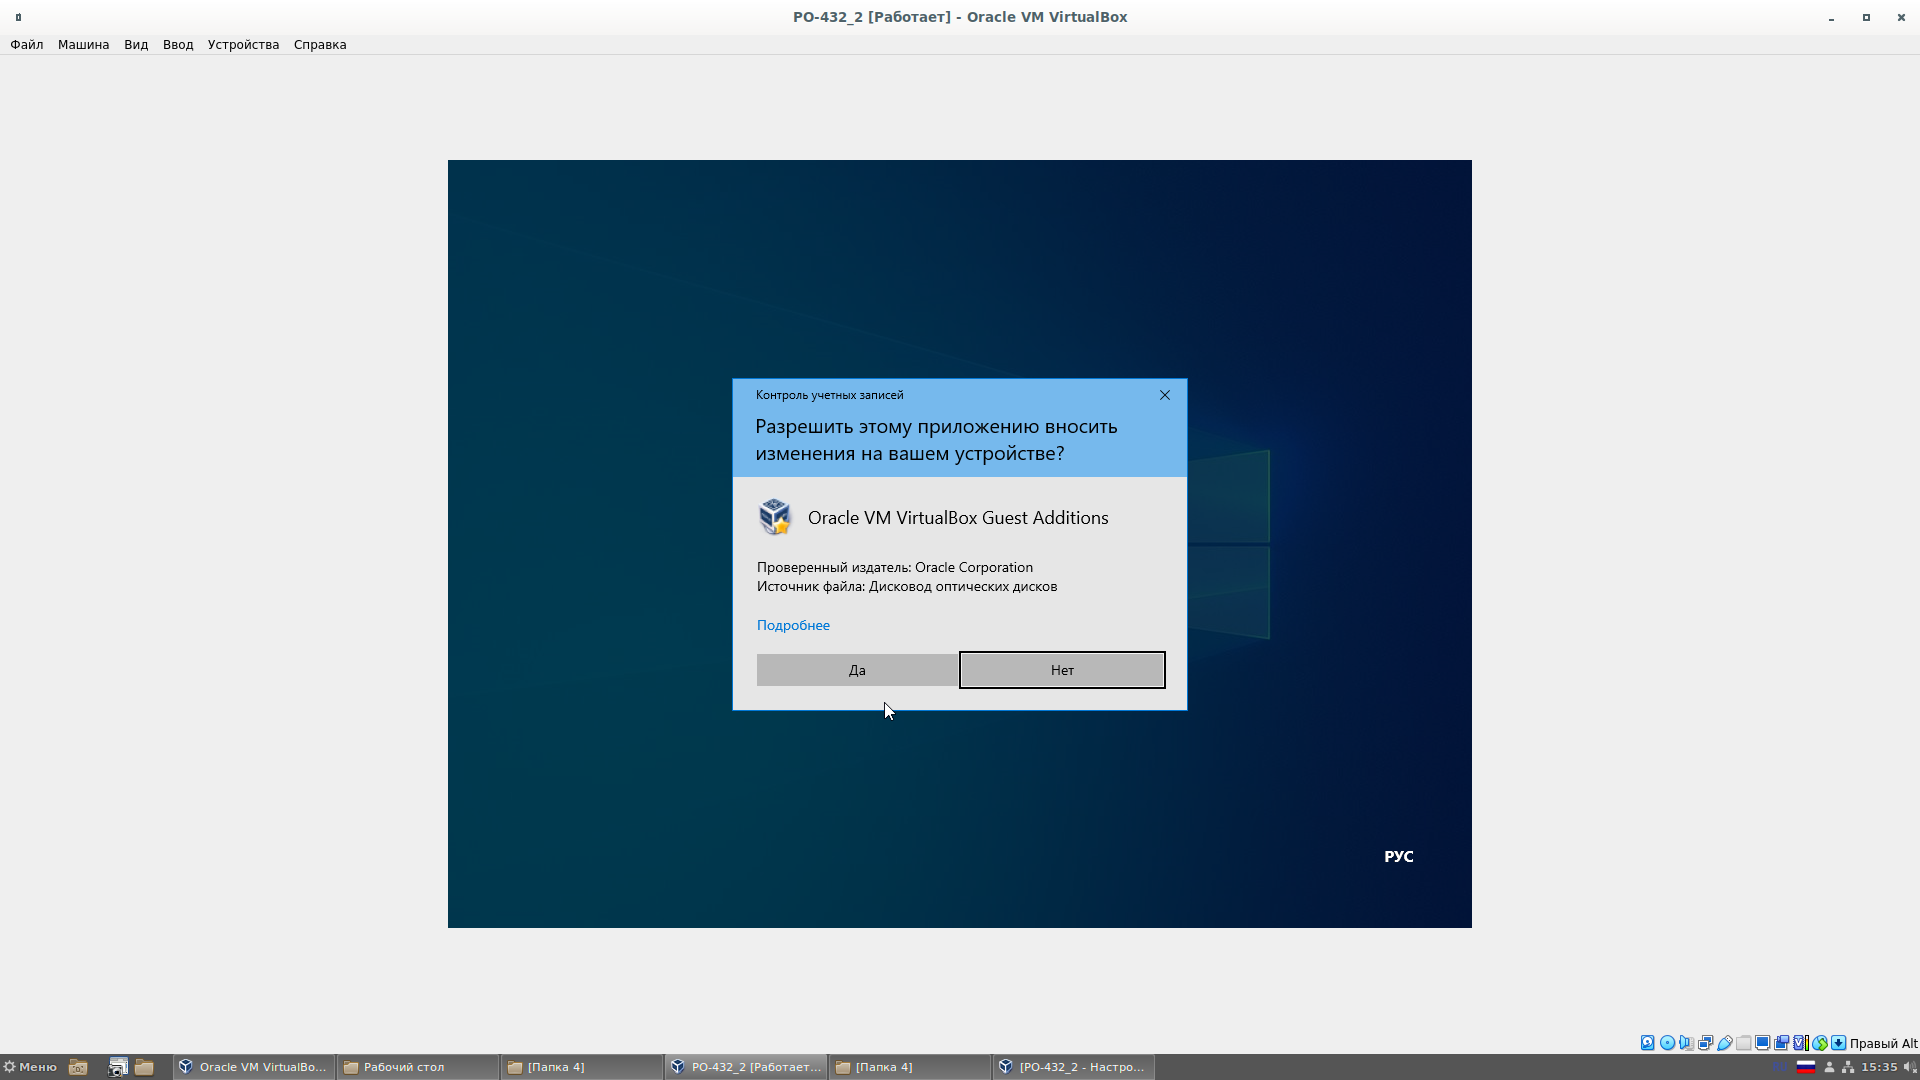 PO-432_2 [Работает] - Oracle VM VirtualBox
Файл Машина Вид Ввод Устройства Справка
Контроль учетных записей
Разрешить этому приложению вносить
изменения на вашем устройстве?
Oracle VM VirtualBox Guest Additions
Проверенный издатель: Oracle Corporation
Источник файла: Дисковод оптических дисков
Подробнее
Да Нет
РУС
Правый Alt
Меню Oracle VM VirtualBo... Рабочий стол [Папка 4] PO-432_2 [Работает... [Папка 4] [PO-432_2 - Настро... 15:35